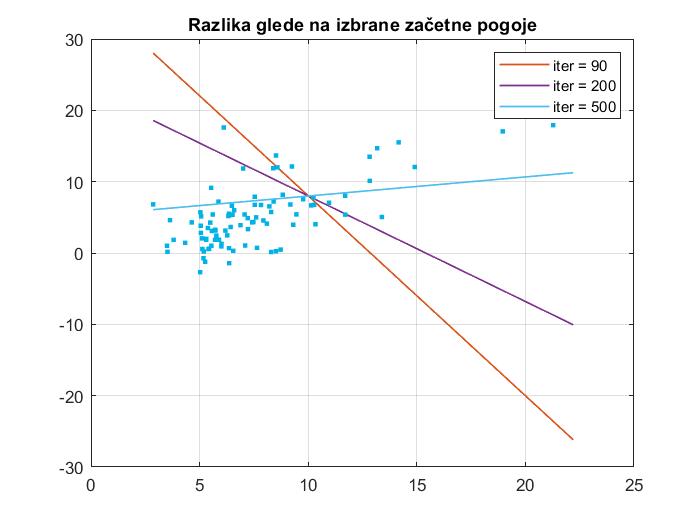 Razlika glede na izbrane začetne pogoje
30
20
10
0
-10
-20
-30
0 5 10 15 20 25
iter = 90
iter = 200
iter = 500